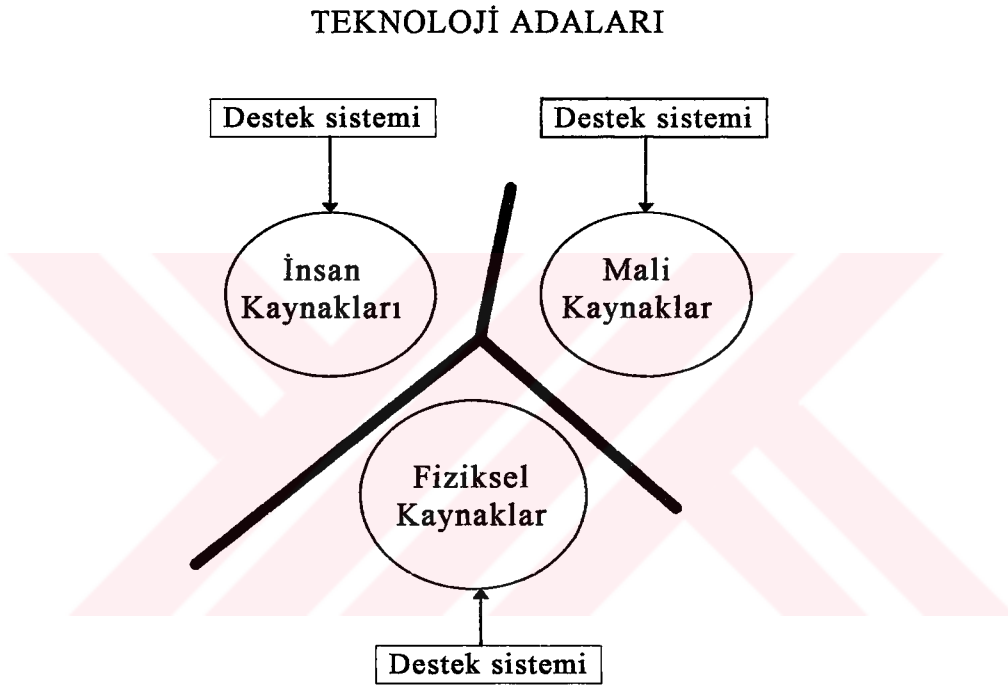 TEKNOLOJİ ADALARI
Destek sistemi
Destek sistemi
İnsan
Kaynakları
Mali
Kaynaklar
Fiziksel
Kaynaklar
Destek sistemi